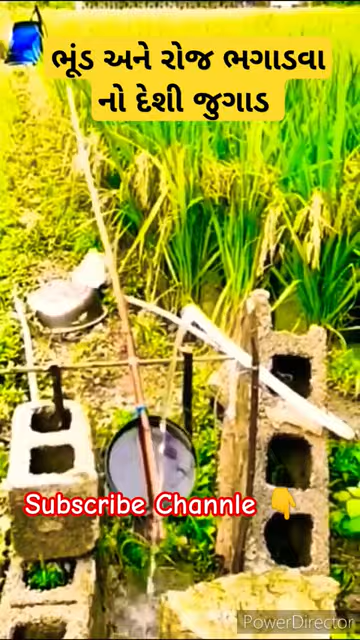 ભૂંડ અને રોજ ભગાડવા
નો દેશી જુગાડ
Subscribe Channle 👇
PowerDirector